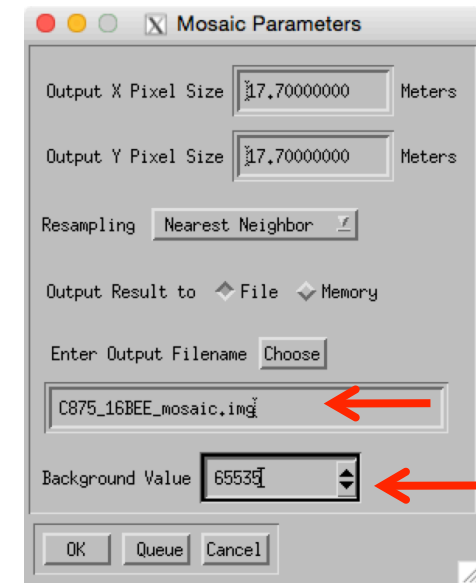 X Mosaic Parameters
Output X Pixel Size 17.70000000 Meters
Output Y Pixel Size 17.70000000 Meters
Resampling Nearest Neighbor
Output Result to File Memory
Enter Output Filename Choose
C875_16BEE_mosaic.img
Background Value 65535
OK Queue Cancel